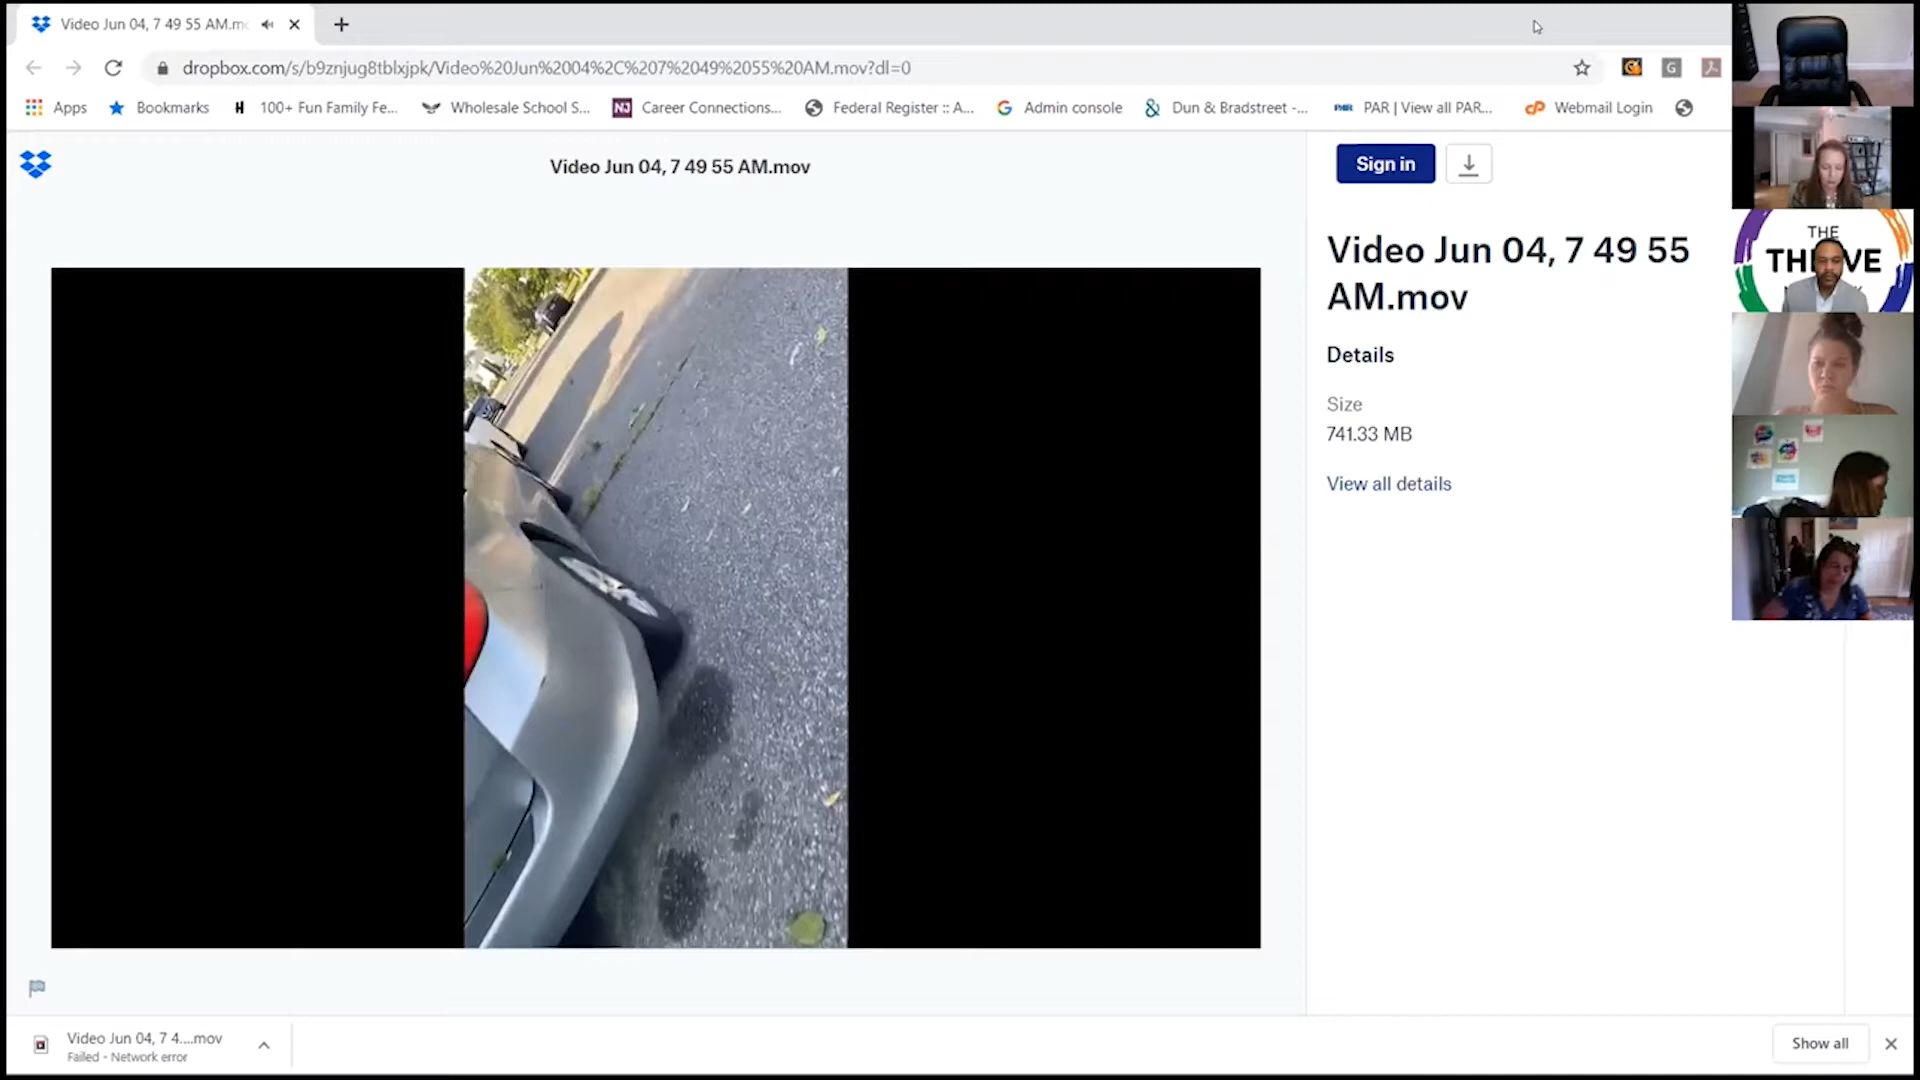 Video Jun 04, 7 49 55 AM.m
dropbox.com/s/b9znjug8tblxjpk/Video%20Jun%2004%2C%207%2049%2055%20AM.mov?dl=0
Apps
Bookmarks
100+ Fun Family Fe...
Wholesale School S...
NJ
Career Connections...
Federal Register :: A...
Admin console
Dun & Bradstreet -...
PAR
PAR | View all PAR...
Webmail Login
Video Jun 04, 7 49 55 AM.mov
Sign in
Video Jun 04, 7 49 55
AM.mov
Details
Size
741.33 MB
View all details
THE
Video Jun 04, 7 4....mov
Failed - Network error
Show all